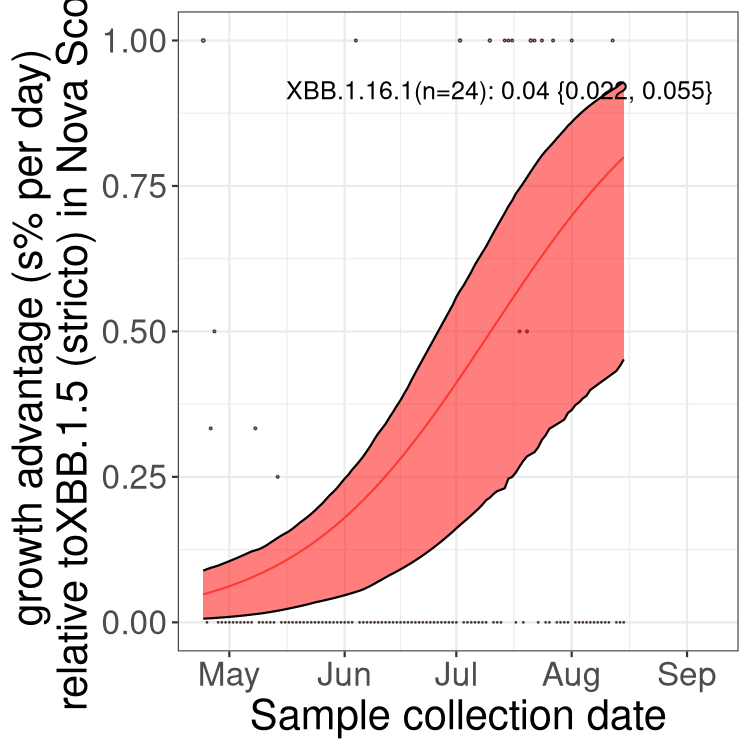 growth advantage (s% per day)
relative toXBB.1.5 (stricto) in Nova Sco
1.00
0.75
0.50
0.25
0.00
XBB.1.16.1(n=24): 0.04 {0.022, 0.055}
May Jun Jul Aug Sep
Sample collection date